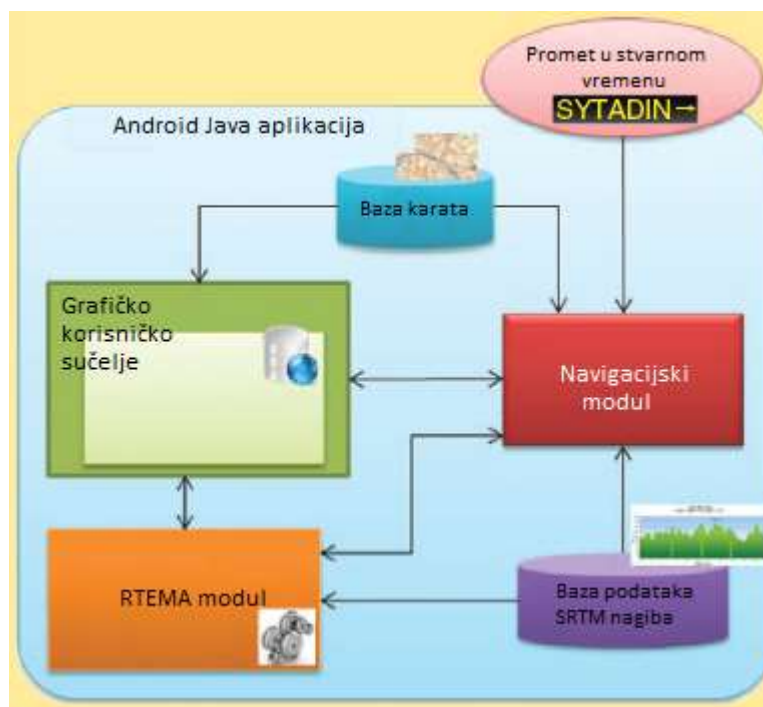 Promet u stvarnom
vremenu
SYTADIN→
Android Java aplikacija
Baza karata
Grafičko
korisničko
sučelje
Navigacijski
modul
RTEMA modul
Baza podataka
SRTM nagiba